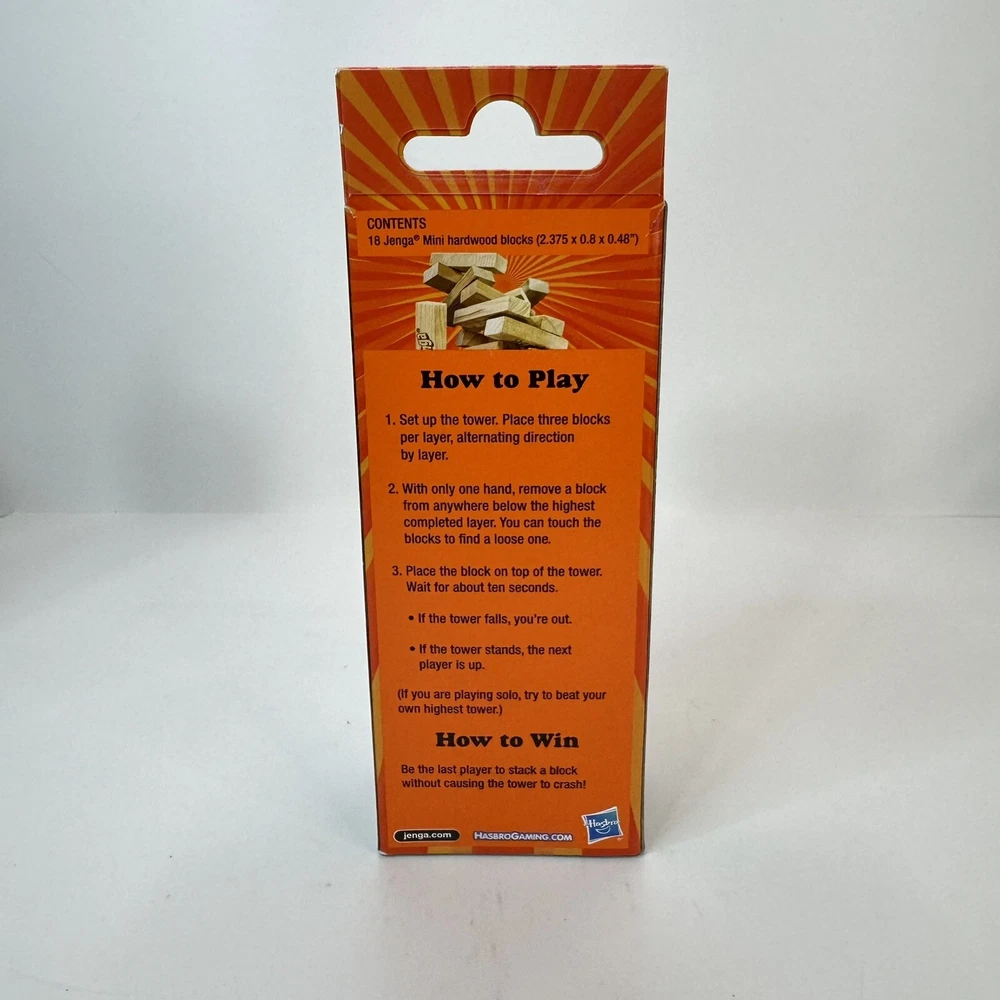 CONTENTS
18 Jenga® Mini hardwood blocks (2.375 x 0.8 x 0.48")
How to Play
1. Set up the tower. Place three blocks
per layer, alternating direction
by layer.
2. With only one hand, remove a block
from anywhere below the highest
completed layer. You can touch the
blocks to find a loose one.
3. Place the block on top of the tower.
Wait for about ten seconds.
• If the tower falls, you're out.
• If the tower stands, the next
player is up.
(If you are playing solo, try to beat your
own highest tower.)
How to Win
Be the last player to stack a block
without causing the tower to crash!
jenga.com HASBROGAMING.COM Hasbro